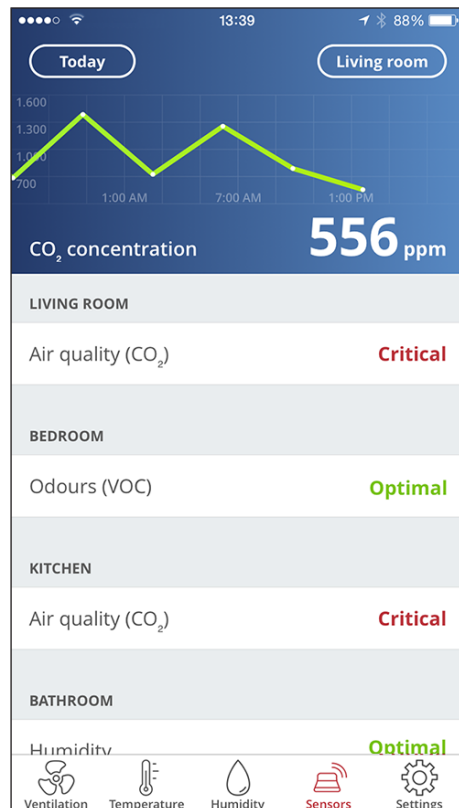 13:39 88%
Today Living room
1.600
1.300
1.000
700
1:00 AM 7:00 AM 1:00 PM
CO₂ concentration 556 ppm
LIVING ROOM
Air quality (CO₂) Critical
BEDROOM
Odours (VOC) Optimal
KITCHEN
Air quality (CO₂) Critical
BATHROOM
Humidity Optimal
Ventilation Temperature Humidity Sensors Settings